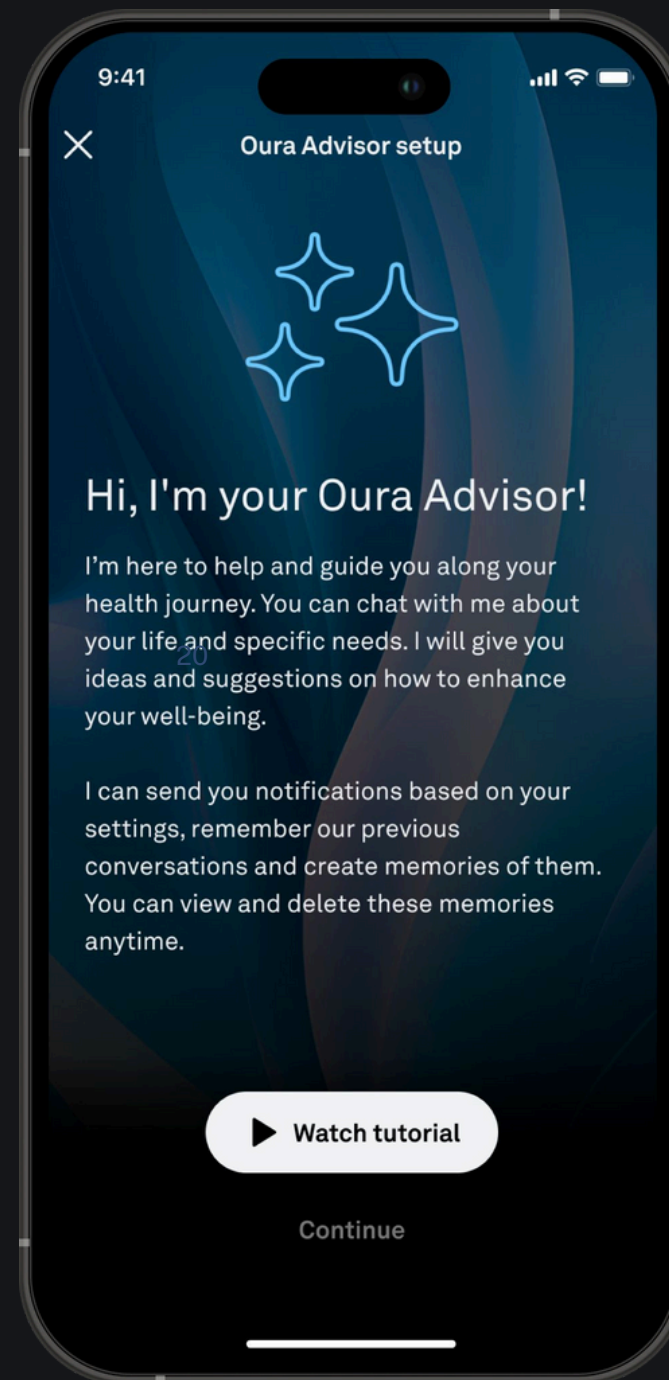 9:41
Oura Advisor setup
Hi, I'm your Oura Advisor!
I’m here to help and guide you along your
health journey. You can chat with me about
your life and specific needs. I will give you
20
ideas and suggestions on how to enhance
your well-being.
I can send you notifications based on your
settings, remember our previous
conversations and create memories of them.
You can view and delete these memories
anytime.
Watch tutorial
Continue